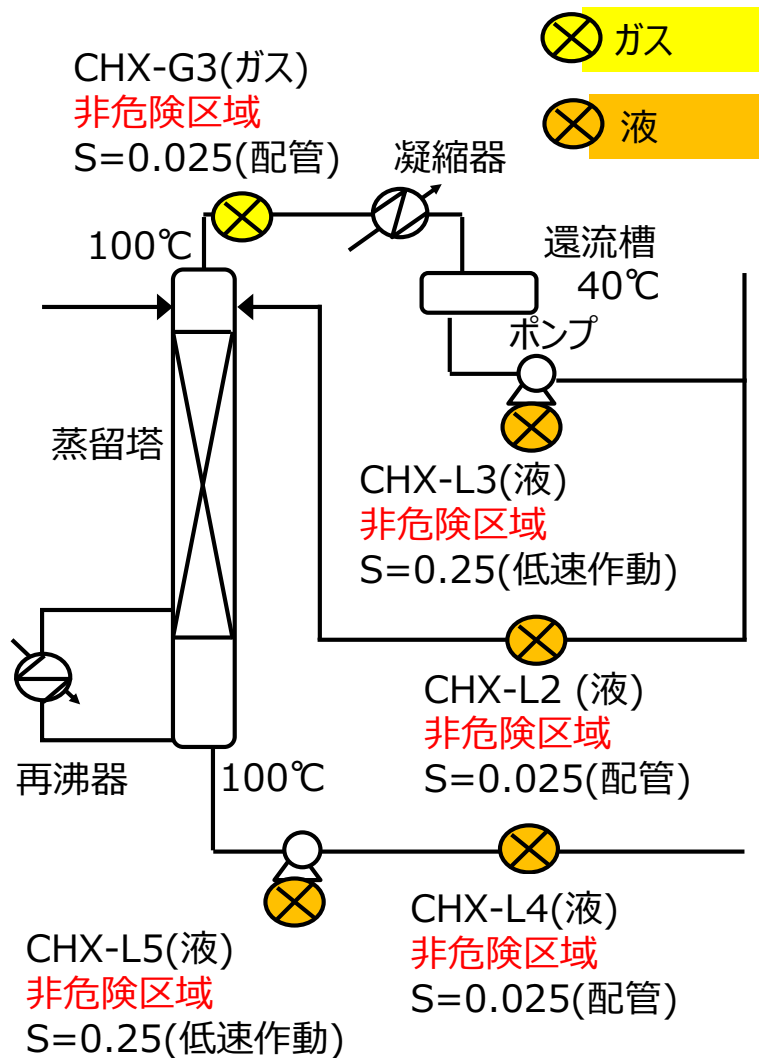 ガス
液
CHX-G3(ガス)
非危険区域
S=0.025(配管)
凝縮器
100℃
還流槽
40℃
ポンプ
蒸留塔
CHX-L3(液)
非危険区域
S=0.25(低速作動)
CHX-L2 (液)
非危険区域
S=0.025(配管)
再沸器
100℃
CHX-L4(液)
非危険区域
S=0.025(配管)
CHX-L5(液)
非危険区域
S=0.25(低速作動)